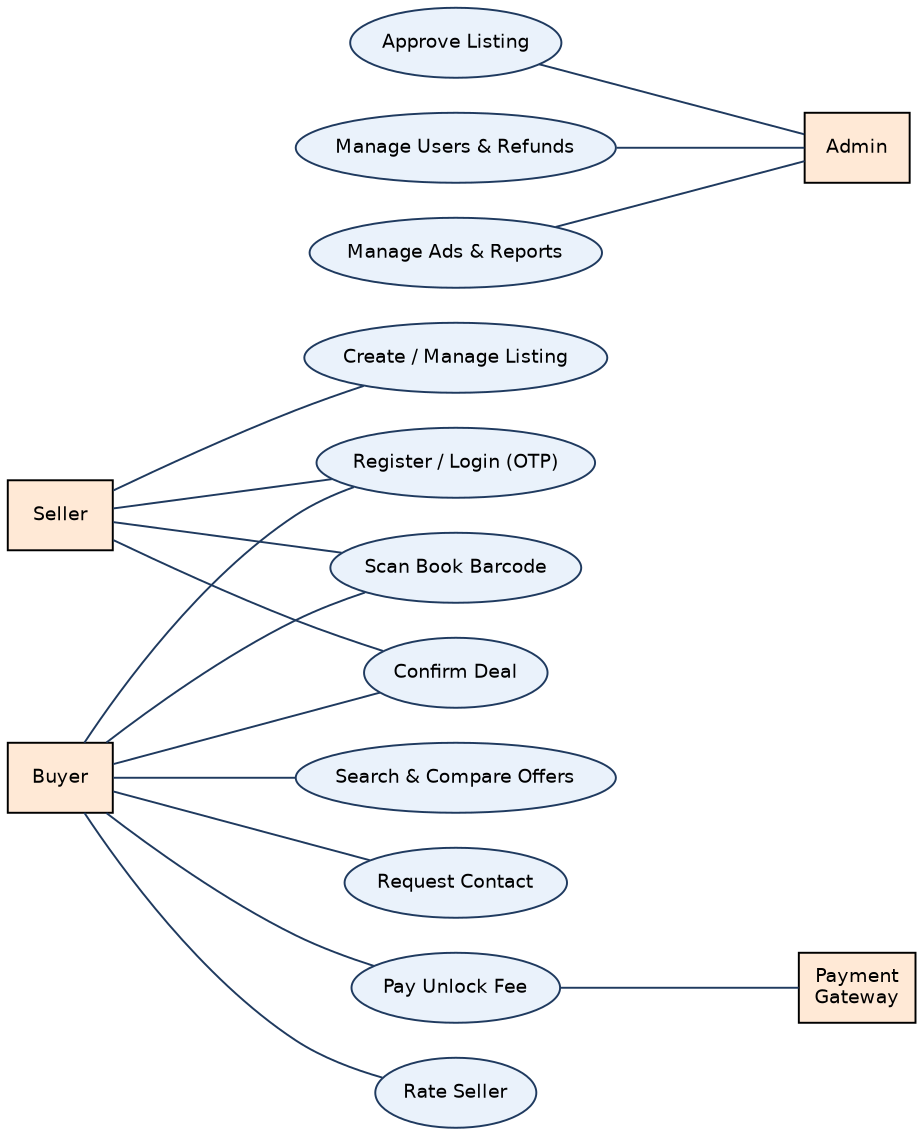 Approve Listing
Manage Users & Refunds
Admin
Manage Ads & Reports
Create / Manage Listing
Register / Login (OTP)
Seller
Scan Book Barcode
Confirm Deal
Buyer
Search & Compare Offers
Request Contact
Pay Unlock Fee
Payment
Gateway
Rate Seller